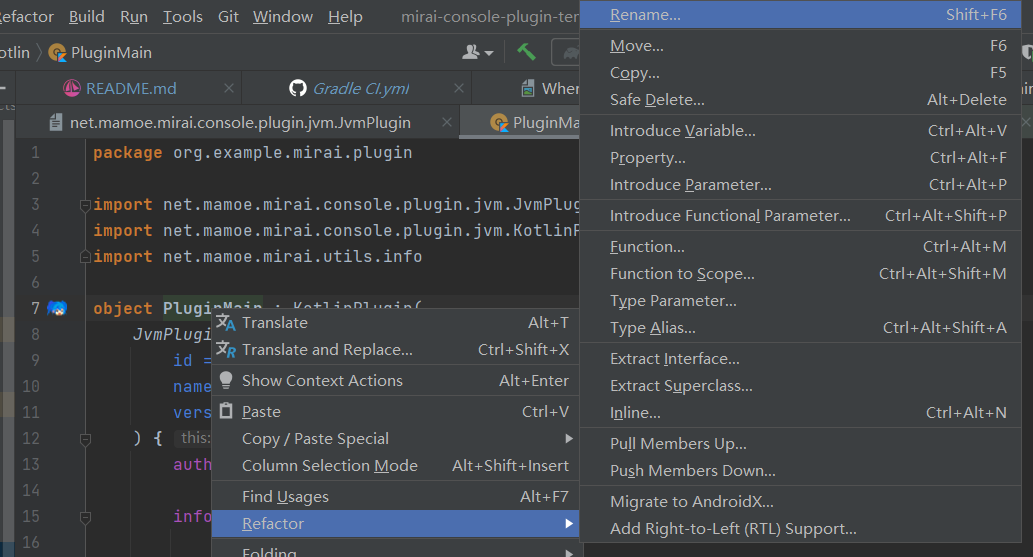 Refactor Build Run Tools Git Window Help mirai-console-plugin-ter
otlin PluginMain
README.md Gradle CI.yml Wher
net.mamoe.mirai.console.plugin.jvm.JvmPlugin PluginMa
1 package org.example.mirai.plugin
2
3 import net.mamoe.mirai.console.plugin.jvm.JvmPlug
4 import net.mamoe.mirai.console.plugin.jvm.KotlinP
5 import net.mamoe.mirai.utils.info
6
7 object PluginMain : KotlinPlugin(
8 JvmPlugi
9 id =
10 name
11 vers
12 ) { this:
13 auth
14
15 info
16
Translate Alt+T
Translate and Replace... Ctrl+Shift+X
Show Context Actions Alt+Enter
Paste Ctrl+V
Copy / Paste Special
Column Selection Mode Alt+Shift+Insert
Find Usages Alt+F7
Refactor
Folding
Rename... Shift+F6
Move... F6
Copy... F5
Safe Delete... Alt+Delete
Introduce Variable... Ctrl+Alt+V
Property... Ctrl+Alt+F
Introduce Parameter... Ctrl+Alt+P
Introduce Functional Parameter... Ctrl+Alt+Shift+P
Function... Ctrl+Alt+M
Function to Scope... Ctrl+Alt+Shift+M
Type Parameter...
Type Alias... Ctrl+Alt+Shift+A
Extract Interface...
Extract Superclass...
Inline... Ctrl+Alt+N
Pull Members Up...
Push Members Down...
Migrate to AndroidX...
Add Right-to-Left (RTL) Support...